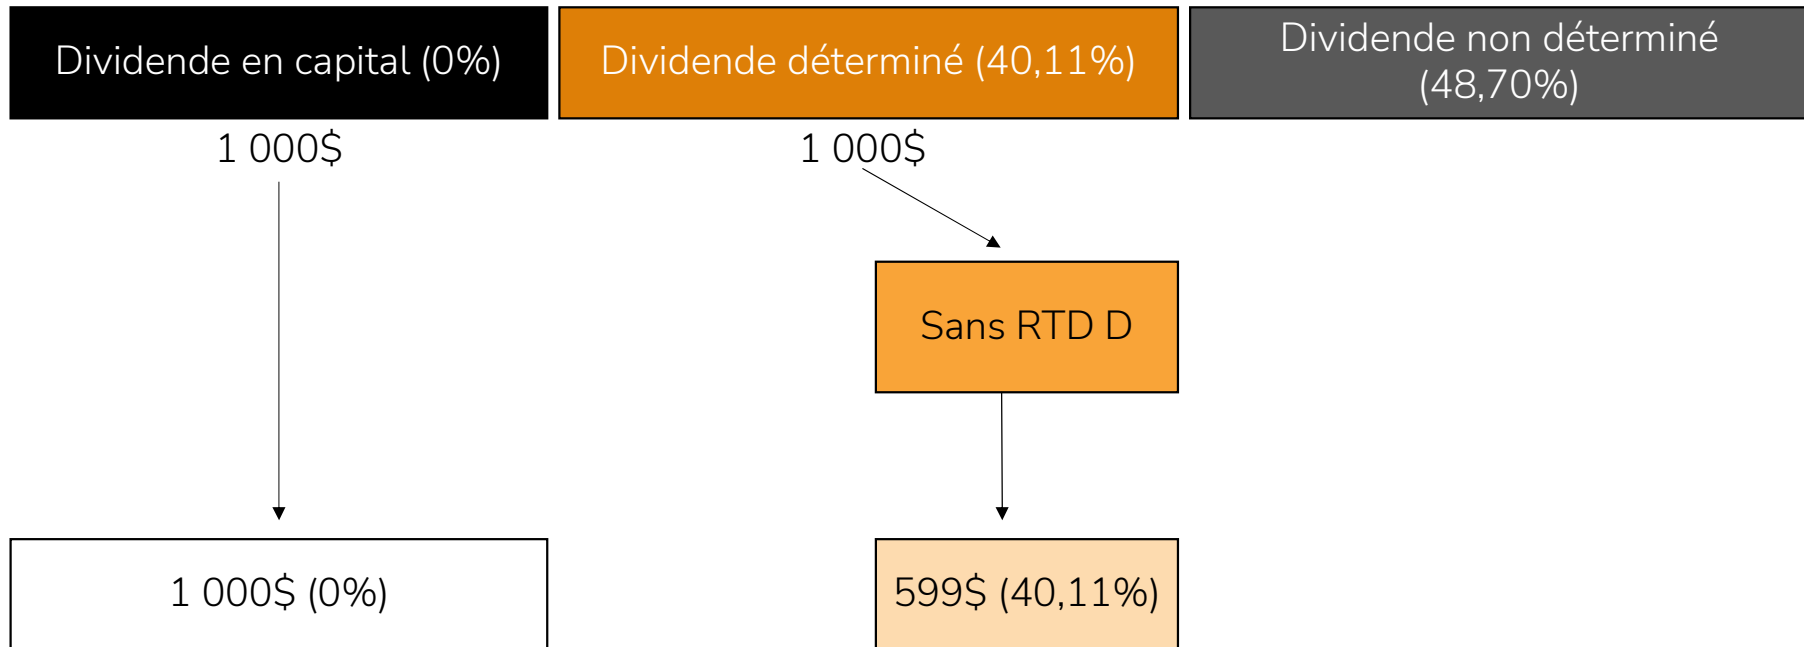 Dividende en capital (0%)
Dividende déterminé (40,11%)
Dividende non déterminé
(48,70%)
1 000$
1 000$
Sans RTD D
1 000$ (0%)
599$ (40,11%)